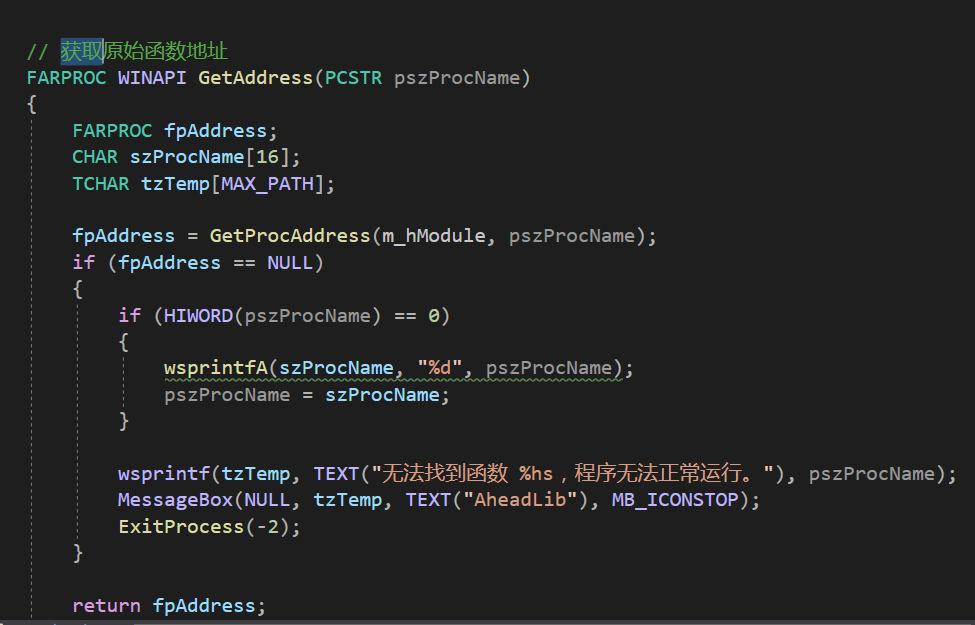 // 获取原始函数地址
FARPROC WINAPI GetAddress(PCSTR pszProcName)
{
    FARPROC fpAddress;
    CHAR szProcName[16];
    TCHAR tzTemp[MAX_PATH];

    fpAddress = GetProcAddress(m_hModule, pszProcName);
    if (fpAddress == NULL)
    {
        if (HIWORD(pszProcName) == 0)
        {
            wsprintfA(szProcName, "%d", pszProcName);
            pszProcName = szProcName;
        }

        wsprintf(tzTemp, TEXT("无法找到函数 %hs，程序无法正常运行。"), pszProcName);
        MessageBox(NULL, tzTemp, TEXT("AheadLib"), MB_ICONSTOP);
        ExitProcess(-2);
    }

    return fpAddress;